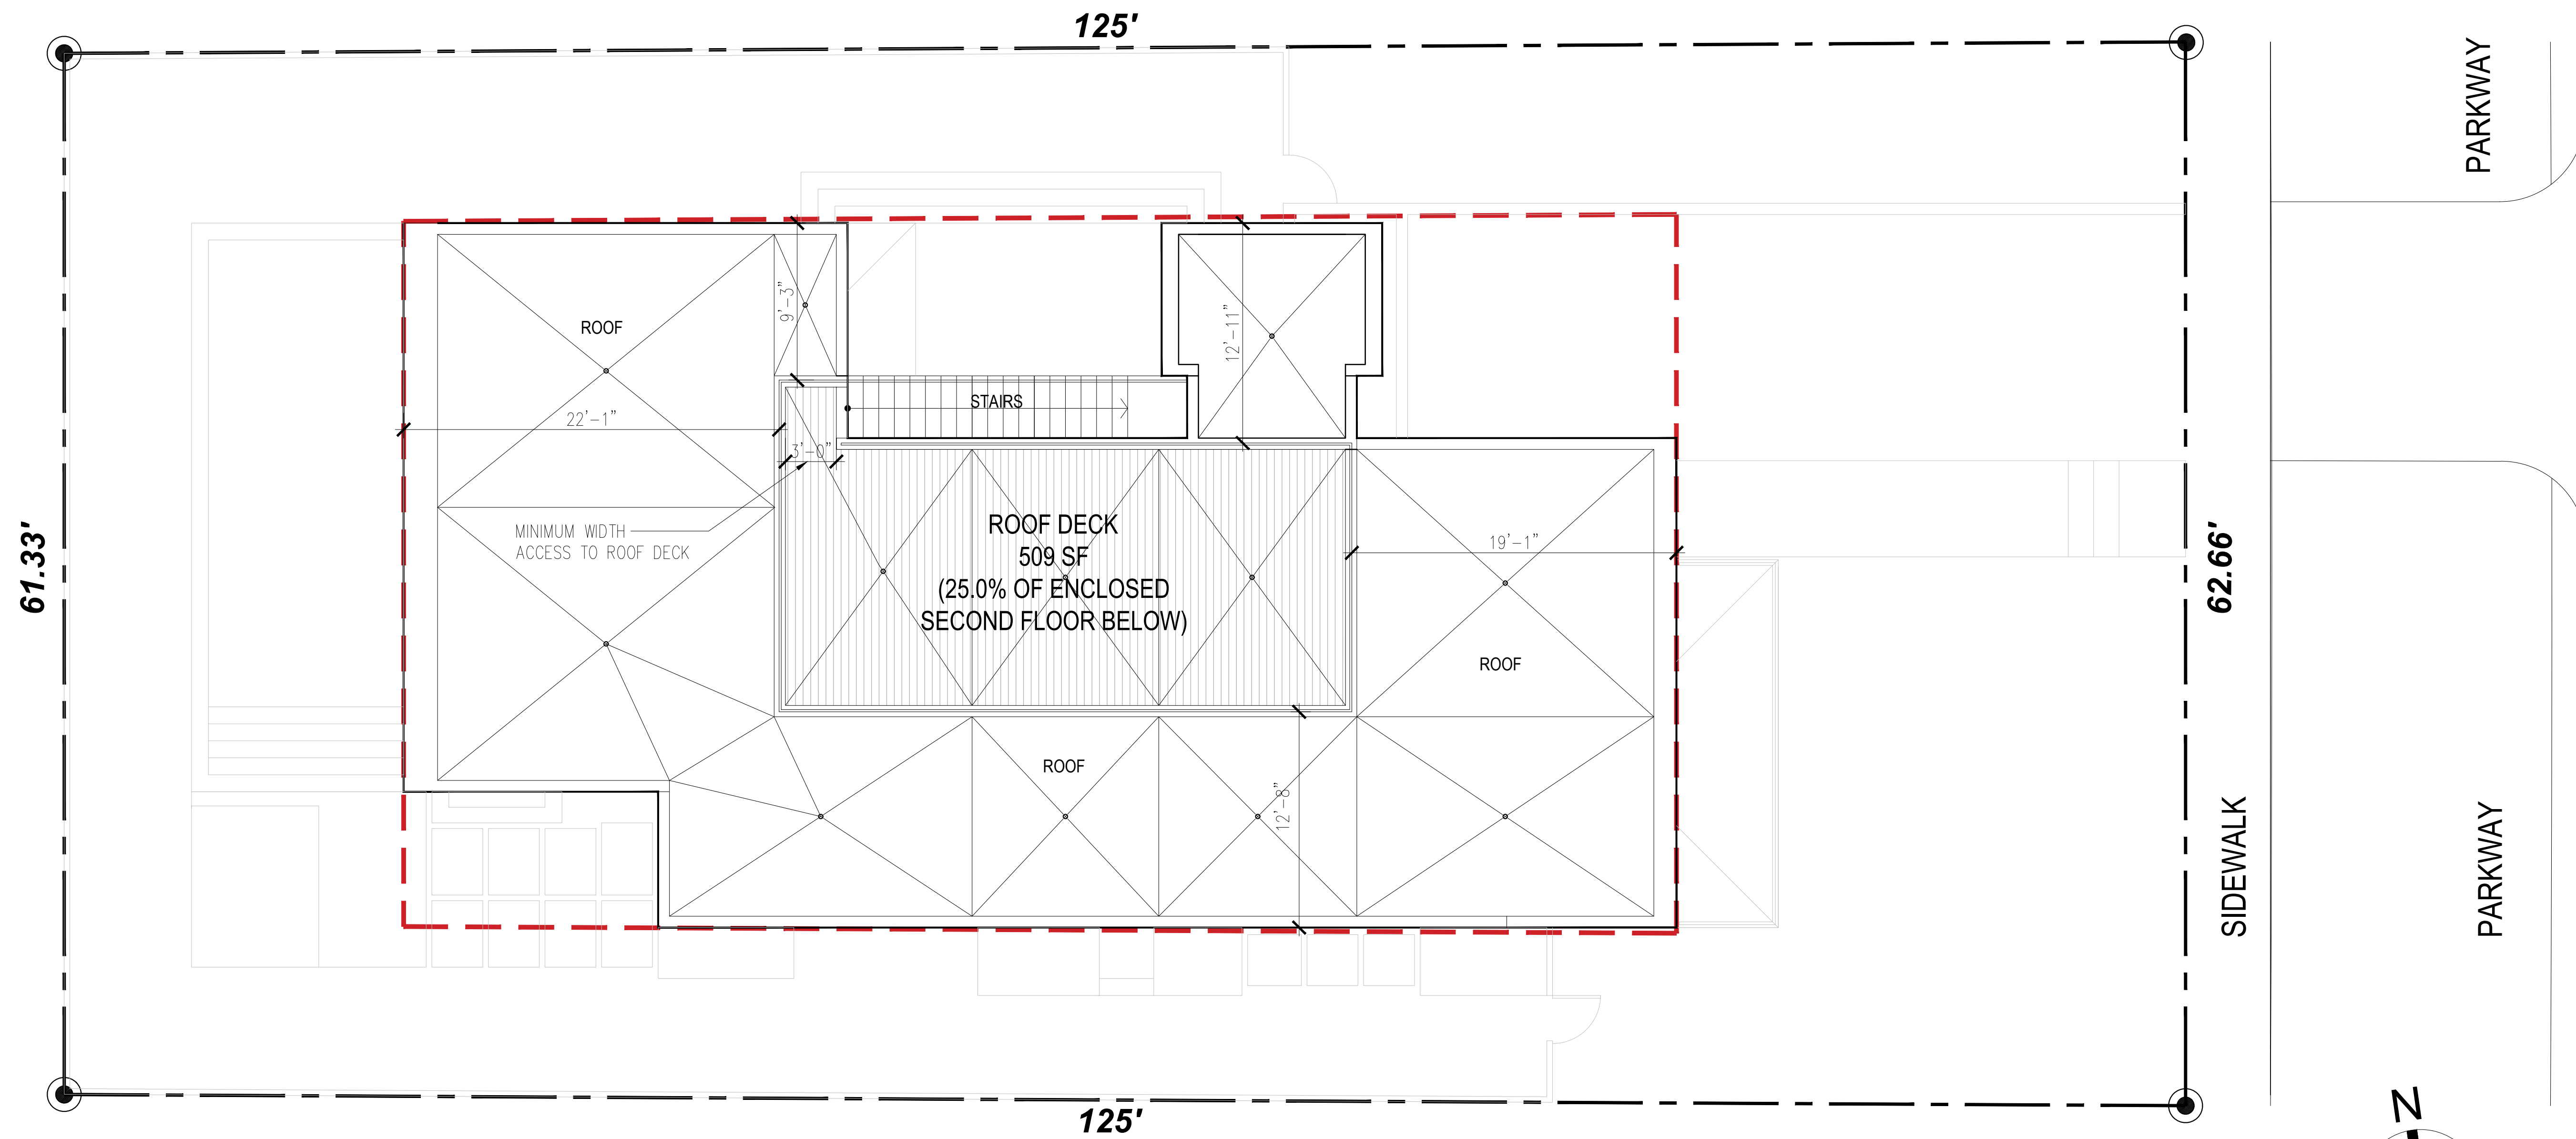 125'
PARKWAY
ROOF
9'-3"
12'-11"
STAIRS
22'-1"
3'-0"
MINIMUM WIDTH
ACCESS TO ROOF DECK
ROOF DECK
509 SF
(25.0% OF ENCLOSED
SECOND FLOOR BELOW)
19'-1"
61.33'
62.66'
ROOF
ROOF
12'-8"
SIDEWALK
PARKWAY
125'
N